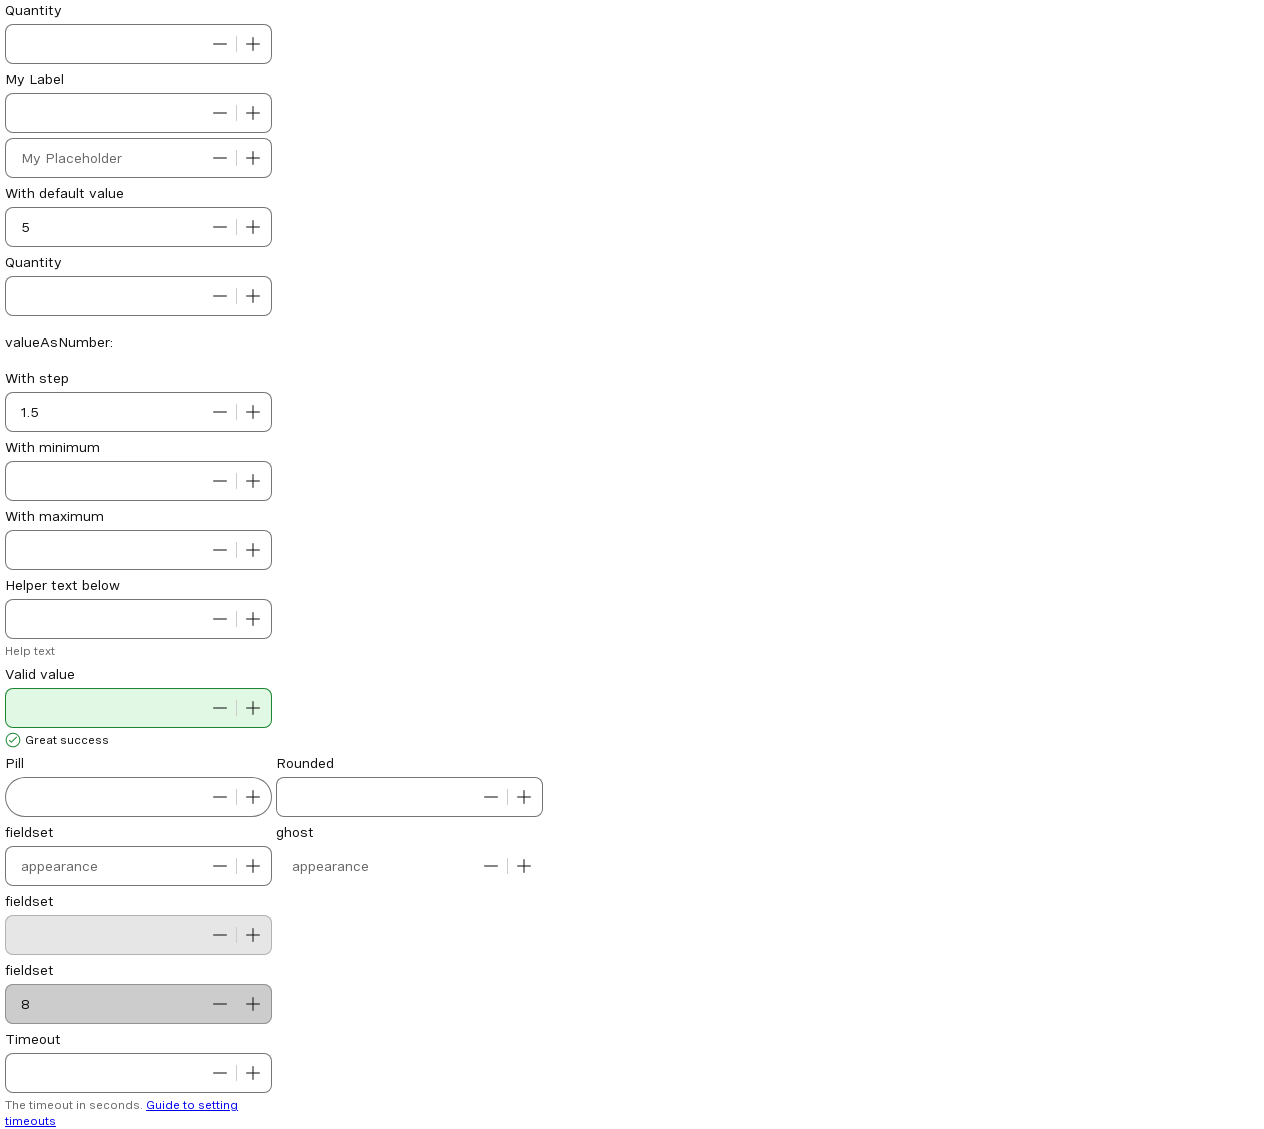 Quantity
My Label
My Placeholder
With default value
5
Quantity
valueAsNumber:
With step
1.5
With minimum
With maximum
Helper text below
Help text
Valid value
Great success
Pill Rounded
fieldset ghost
appearance appearance
fieldset
fieldset
8
Timeout
The timeout in seconds. Guide to setting
timeouts